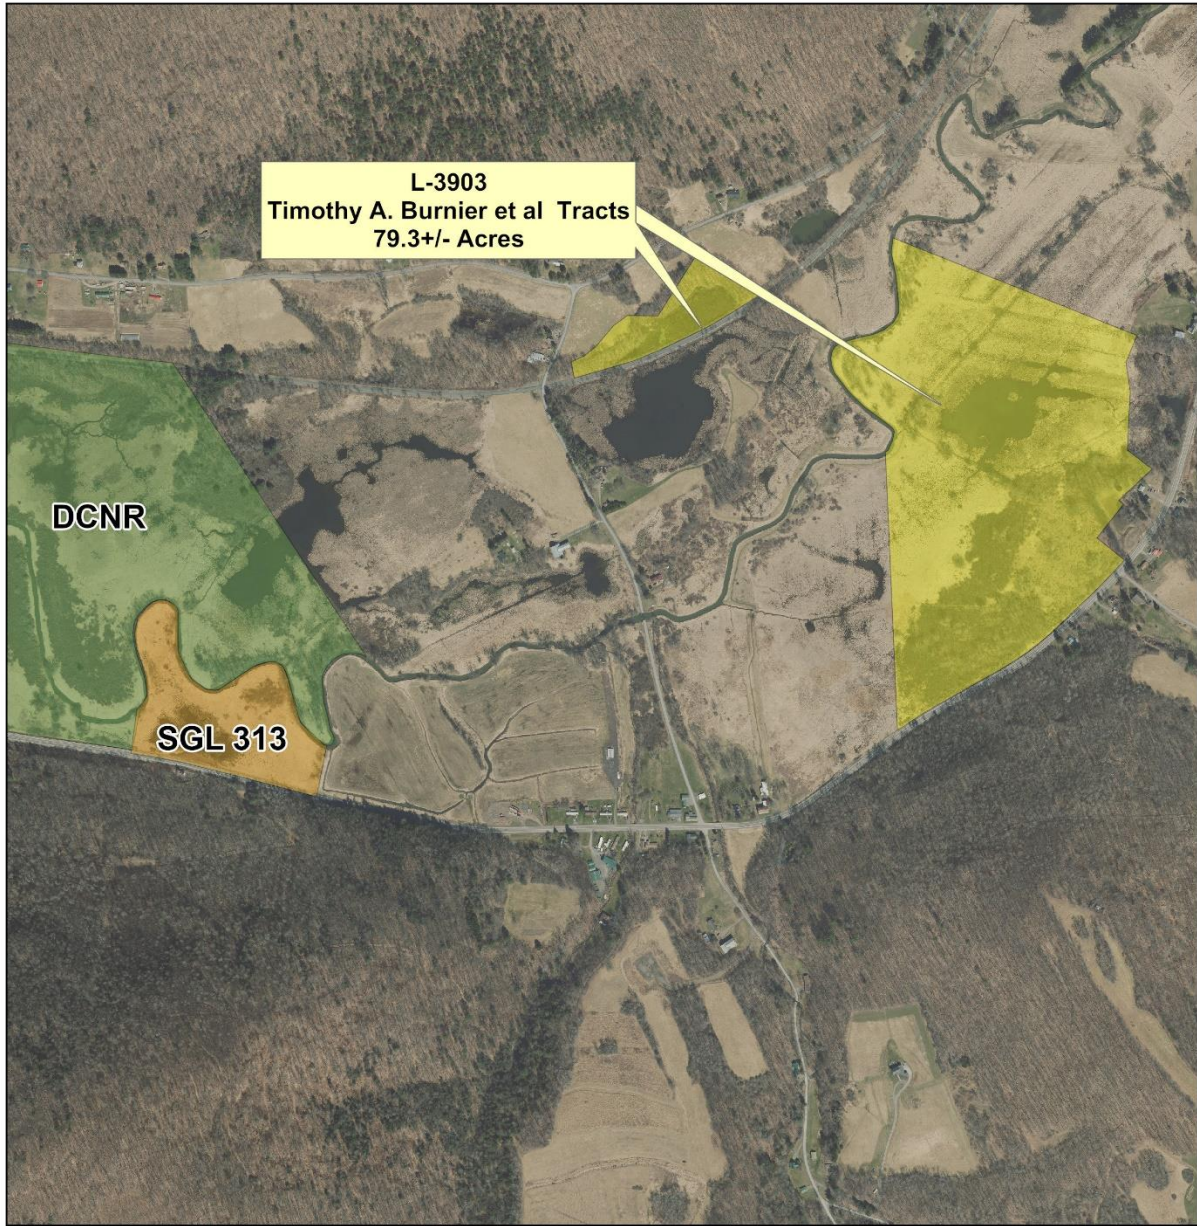 L-3903
Timothy A. Burnier et al Tracts
79.3+/- Acres
DCNR
SGL 313